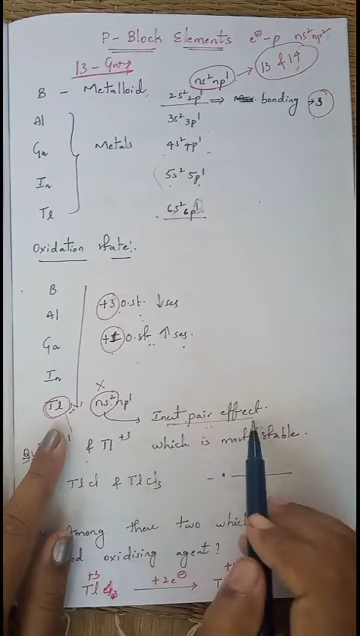 P-Block Elements e⊖-p ns²np²
13-Group ns²np¹ → 13 & 14
B - Metalloid 2s²2p¹ ⇒ bonding → 3
Al 3s²3p¹
Ga Metals 4s²4p¹
In 5s²5p¹
Tl 6s²6p¹
Oxidation state:
B
Al +3 O.st. ↓ses
Ga +1 O.st ↑ses.
In
Tl ns²np¹ → Inert pair effect.
& Tl⁺³ which is most stable.
TlCl & TlCl₃
Among these two which
oxidising agent?
+3 +2e⊖ →